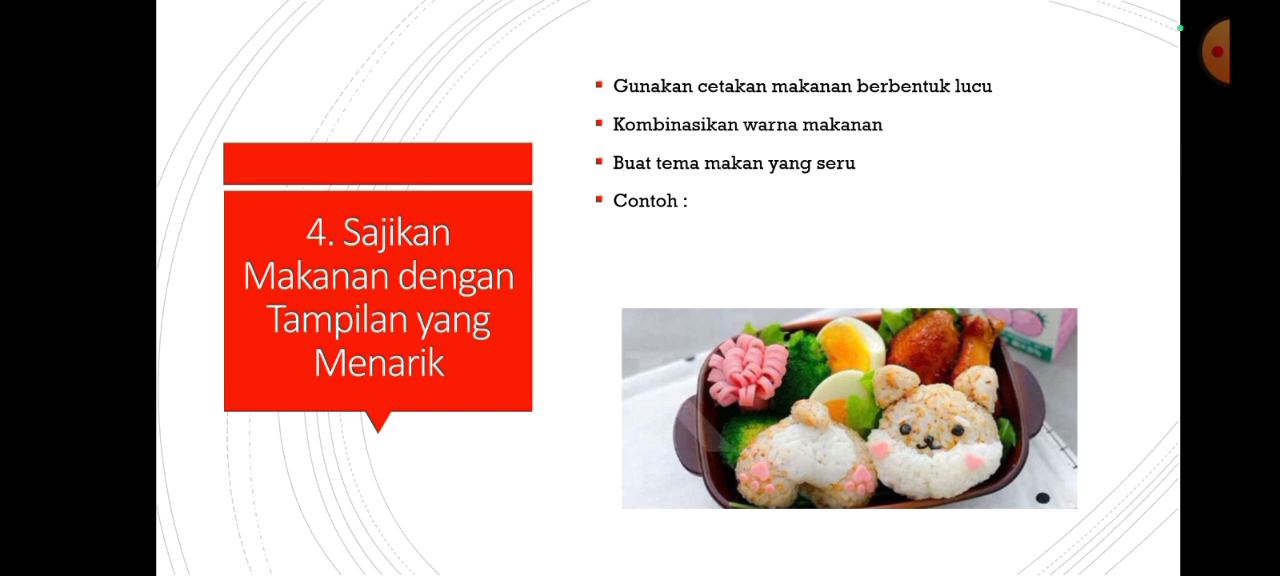 4. Sajikan
Makanan dengan
Tampilan yang
Menarik
Gunakan cetakan makanan berbentuk lucu
Kombinasikan warna makanan
Buat tema makan yang seru
Contoh :